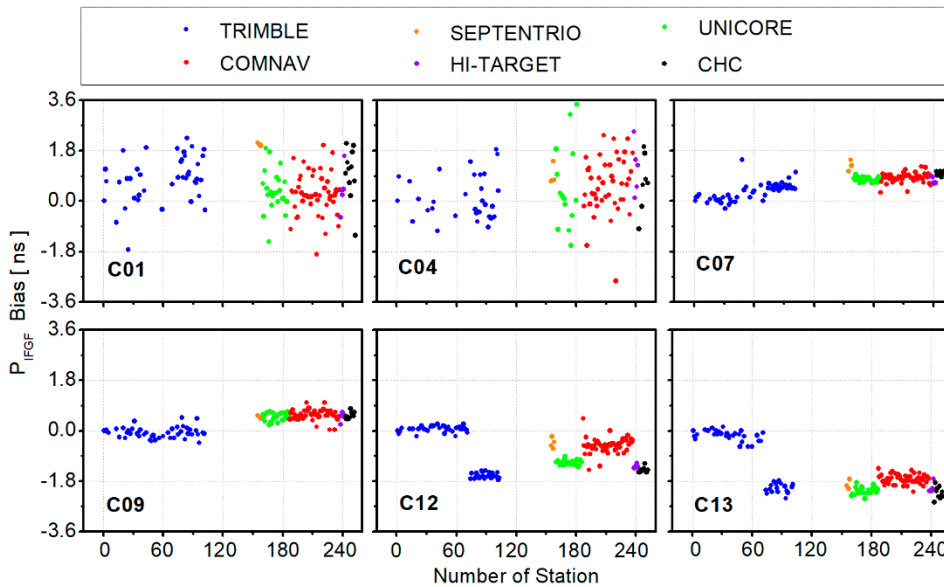 TRIMBLE SEPTENTRIO UNICORE
COMNAV HI-TARGET CHC
3.6
1.8
0.0
-1.8
-3.6
C01 C04 C07
3.6
1.8
0.0
-1.8
-3.6
C09 C12 C13
0 60 120 180 240 0 60 120 180 240 0 60 120 180 240
Number of Station
P_IFGF Bias [ ns ]